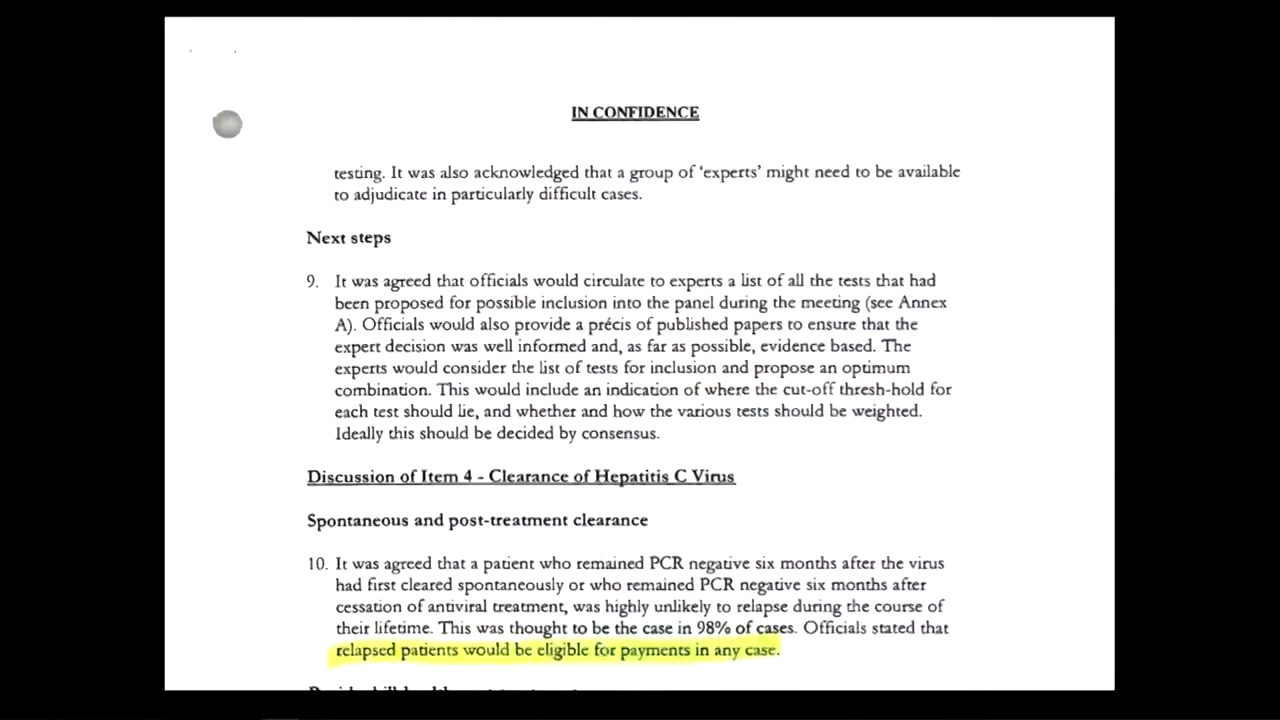 IN CONFIDENCE
testing. It was also acknowledged that a group of ‘experts’ might need to be available
to adjudicate in particularly difficult cases.
Next steps
9. It was agreed that officials would circulate to experts a list of all the tests that had
been proposed for possible inclusion into the panel during the meeting (see Annex
A). Officials would also provide a précis of published papers to ensure that the
expert decision was well informed and, as far as possible, evidence based. The
experts would consider the list of tests for inclusion and propose an optimum
combination. This would include an indication of where the cut-off thresh-hold for
each test should lie, and whether and how the various tests should be weighted.
Ideally this should be decided by consensus.
Discussion of Item 4 - Clearance of Hepatitis C Virus
Spontaneous and post-treatment clearance
10. It was agreed that a patient who remained PCR negative six months after the virus
had first cleared spontaneously or who remained PCR negative six months after
cessation of antiviral treatment, was highly unlikely to relapse during the course of
their lifetime. This was thought to be the case in 98% of cases. Officials stated that
relapsed patients would be eligible for payments in any case.